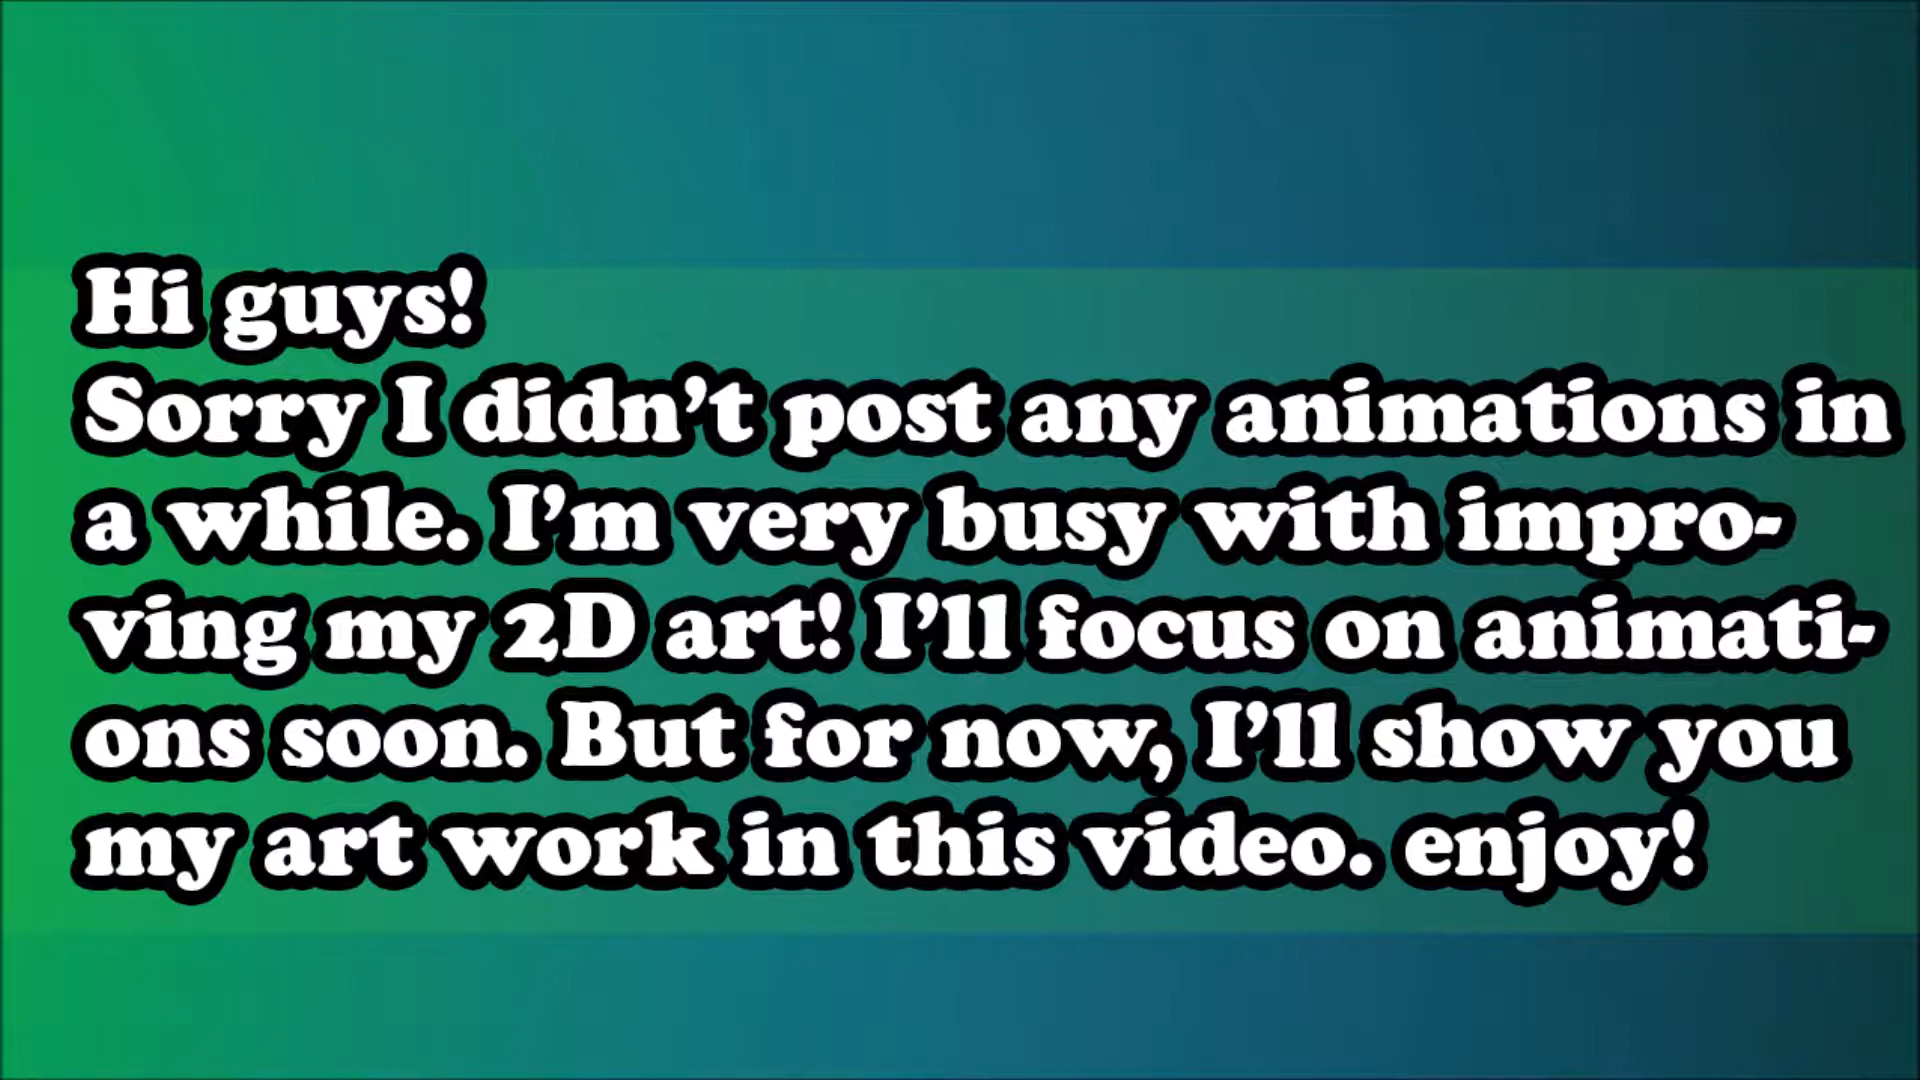 Hi guys!
Sorry I didn’t post any animations in
a while. I’m very busy with impro-
ving my 2D art! I’ll focus on animati-
ons soon. But for now, I’ll show you
my art work in this video. enjoy!